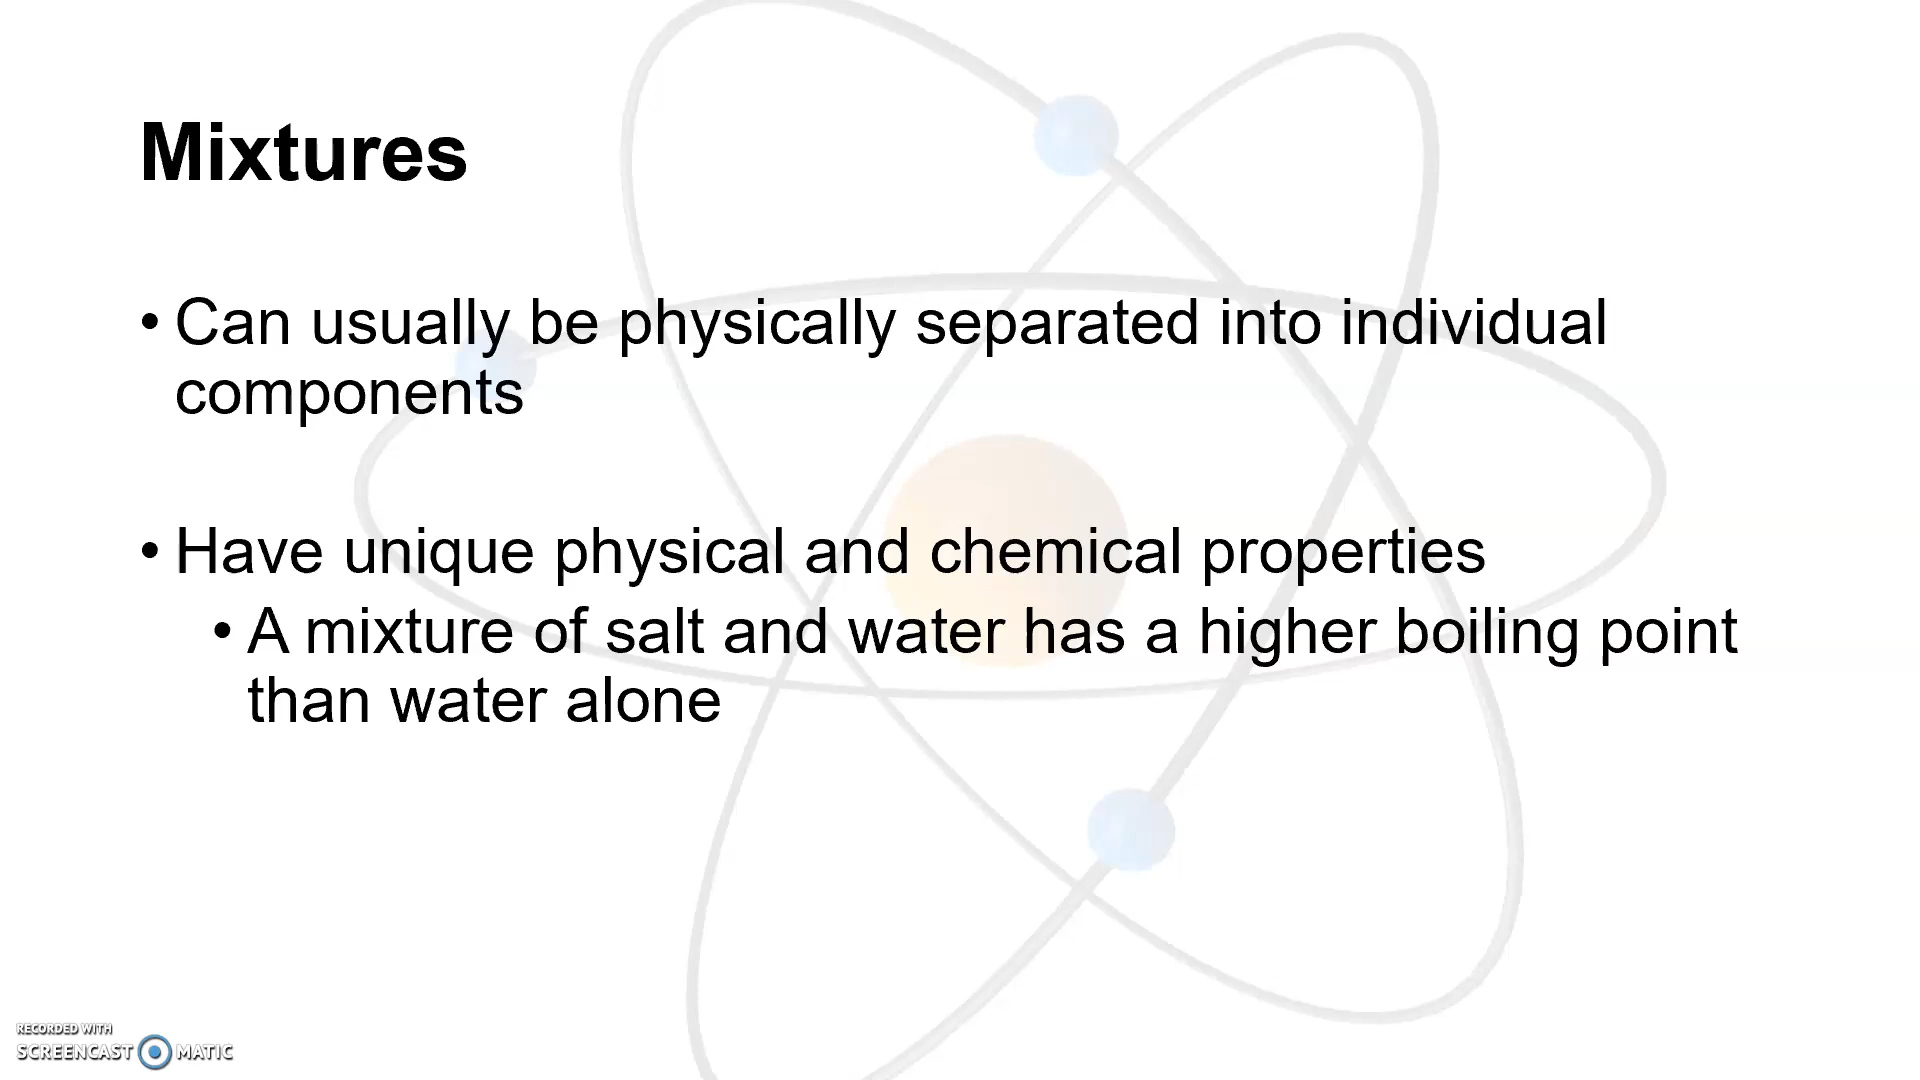 Mixtures
• Can usually be physically separated into individual
components
• Have unique physical and chemical properties
• A mixture of salt and water has a higher boiling point
than water alone
RECORDED WITH
SCREENCAST MATIC